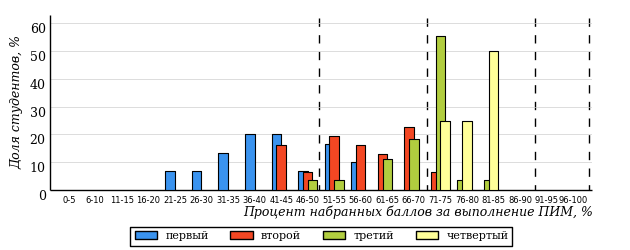 Доля студентов, %
60
50
40
30
20
10
0
0-5 6-10 11-15 16-20 21-25 26-30 31-35 36-40 41-45 46-50 51-55 56-60 61-65 66-70 71-75 76-80 81-85 86-90 91-95 96-100
Процент набранных баллов за выполнение ПИМ, %
первый второй третий четвертый